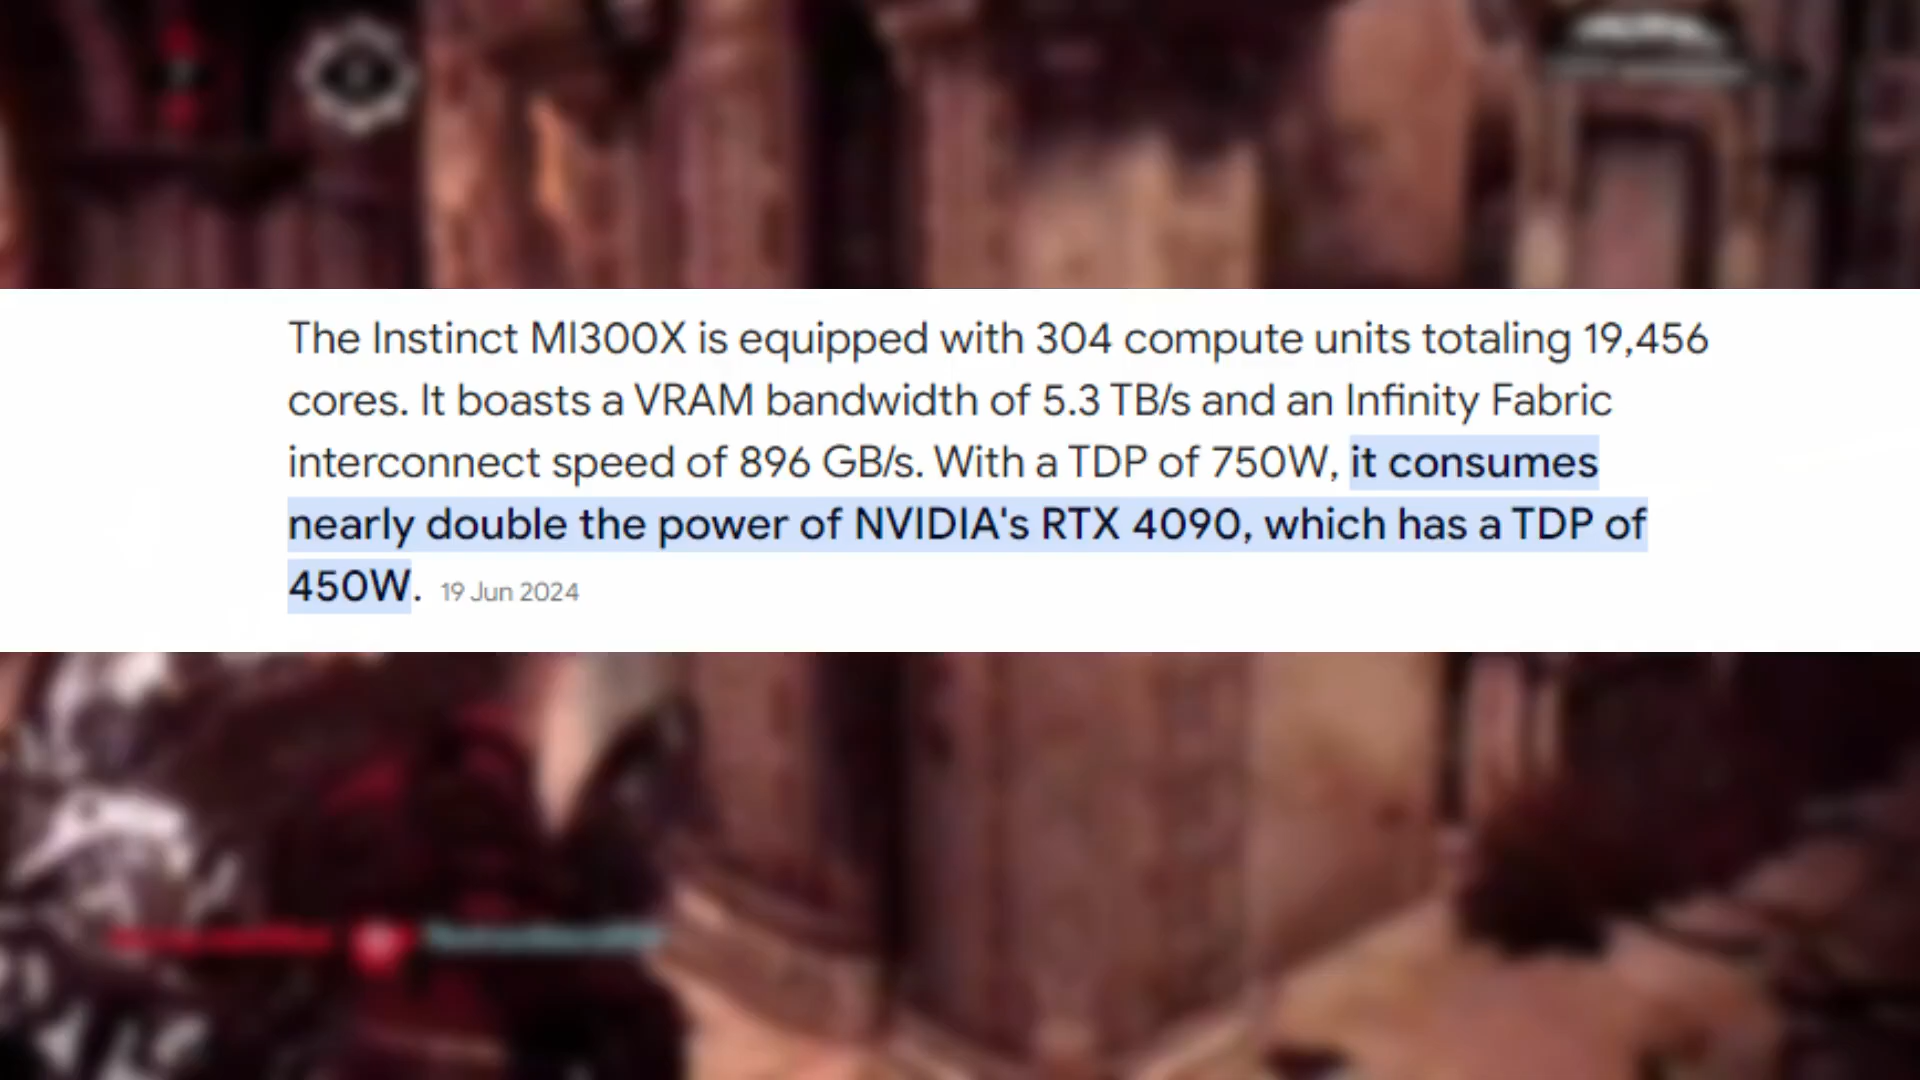 The Instinct MI300X is equipped with 304 compute units totaling 19,456
cores. It boasts a VRAM bandwidth of 5.3 TB/s and an Infinity Fabric
interconnect speed of 896 GB/s. With a TDP of 750W, it consumes
nearly double the power of NVIDIA's RTX 4090, which has a TDP of
450W. 19 Jun 2024